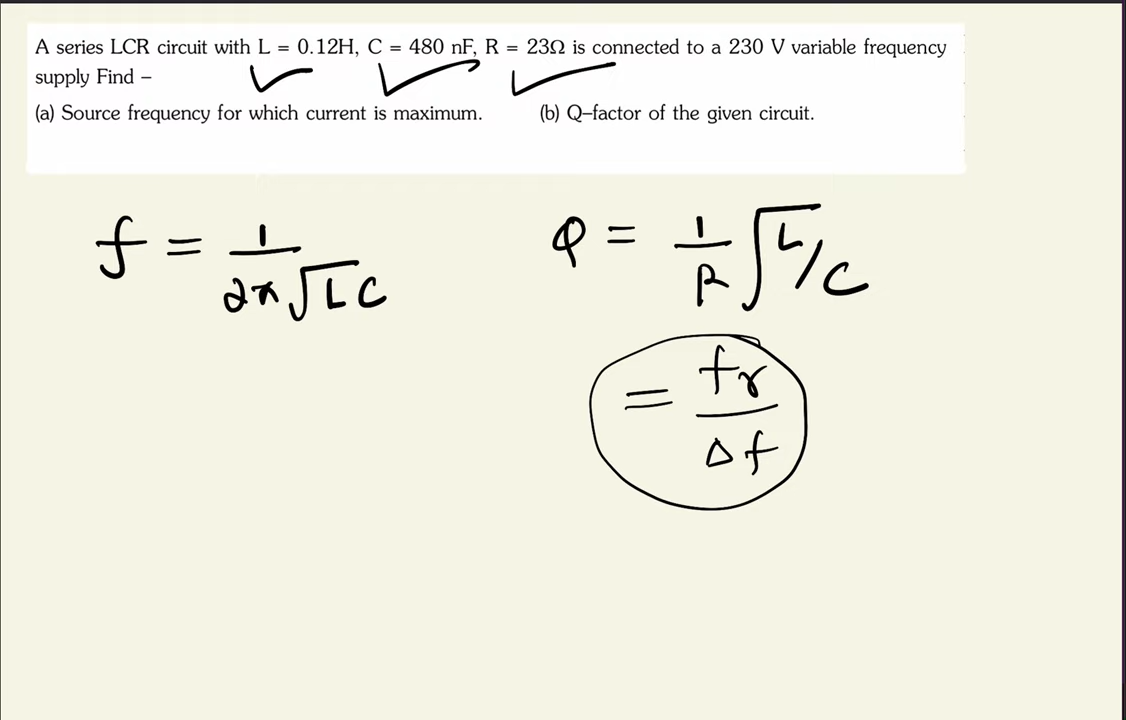 A series LCR circuit with L = 0.12H, C = 480 nF, R = 23Ω is connected to a 230 V variable frequency
supply Find –
(a) Source frequency for which current is maximum. (b) Q–factor of the given circuit.
f = 1/2π√LC
Q = 1/R √L/C
= fr/Δf